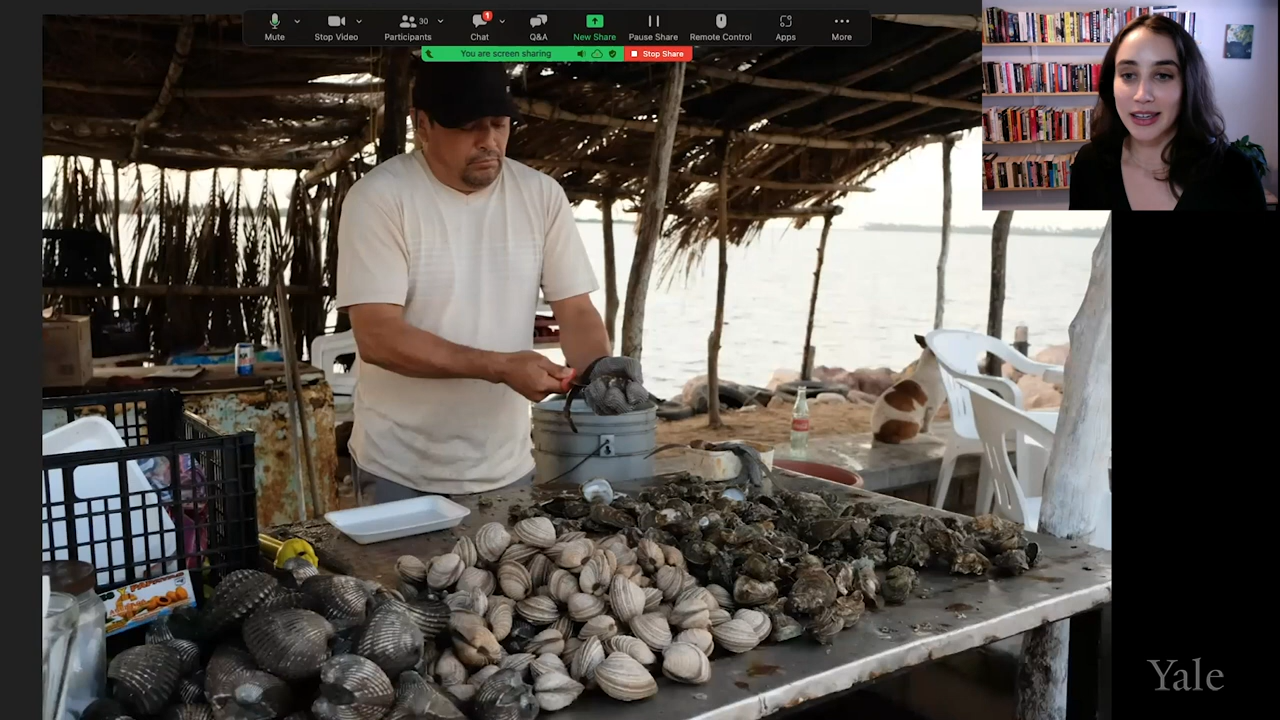 Mute
Stop Video
Participants
30
Chat
1
Q&A
New Share
Pause Share
Remote Control
Apps
More
You are screen sharing
Stop Share
Yale